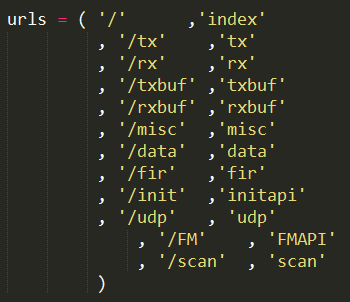 urls = ( '/'      ,'index'
         , '/tx'    ,'tx'
         , '/rx'    ,'rx'
         , '/txbuf' ,'txbuf'
         , '/rxbuf' ,'rxbuf'
         , '/misc'  ,'misc'
         , '/data'  ,'data'
         , '/fir'   ,'fir'
         , '/init'  ,'initapi'
         , '/udp'   , 'udp'
             , '/FM'    , 'FMAPI'
             , '/scan'  , 'scan'
         )